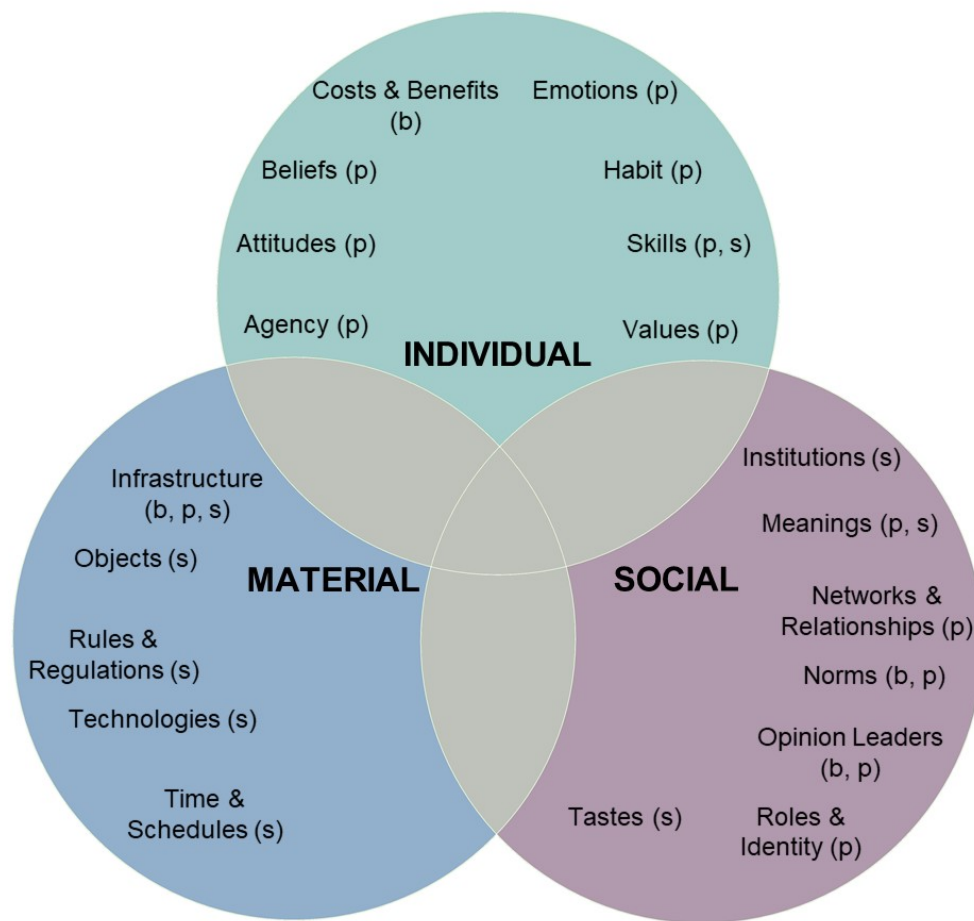 Costs & Benefits
(b)
Emotions (p)
Beliefs (p)
Habit (p)
Attitudes (p)
Skills (p, s)
Agency (p)
Values (p)
INDIVIDUAL
Infrastructure
(b, p, s)
Objects (s)
MATERIAL
Rules &
Regulations (s)
Technologies (s)
Time &
Schedules (s)
Institutions (s)
Meanings (p, s)
SOCIAL
Networks &
Relationships (p)
Norms (b, p)
Opinion Leaders
(b, p)
Tastes (s)
Roles &
Identity (p)